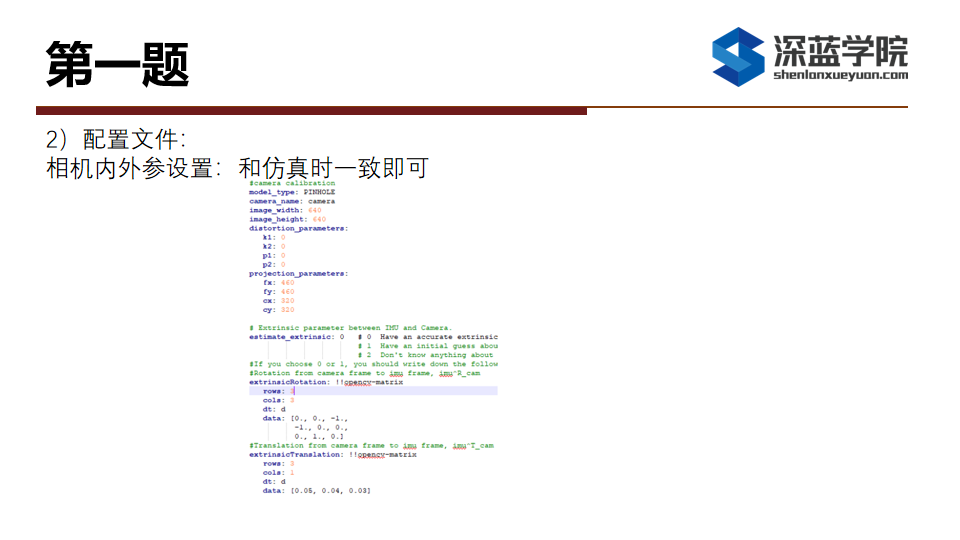 第一题
深蓝学院
shenlanxueyuan.com
2）配置文件：
相机内外参设置：和仿真时一致即可
#camera calibration
model_type: PINHOLE
camera_name: camera
image_width: 640
image_height: 640
distortion_parameters:
k1: 0
k2: 0
p1: 0
p2: 0
projection_parameters:
fx: 460
fy: 460
cx: 320
cy: 320
# Extrinsic parameter between IMU and Camera.
estimate_extrinsic: 0 # 0 Have an accurate extrinsic
# 1 Have an initial guess abou
# 2 Don't know anything about
#If you choose 0 or 1, you should write down the follow
#Rotation from camera frame to imu frame, imu^R_cam
extrinsicRotation: !!opencv-matrix
rows: 3
cols: 3
dt: d
data: [0., 0., -1.,
-1., 0., 0.,
0., 1., 0.]
#Translation from camera frame to imu frame, imu^T_cam
extrinsicTranslation: !!opencv-matrix
rows: 3
cols: 1
dt: d
data: [0.05, 0.04, 0.03]